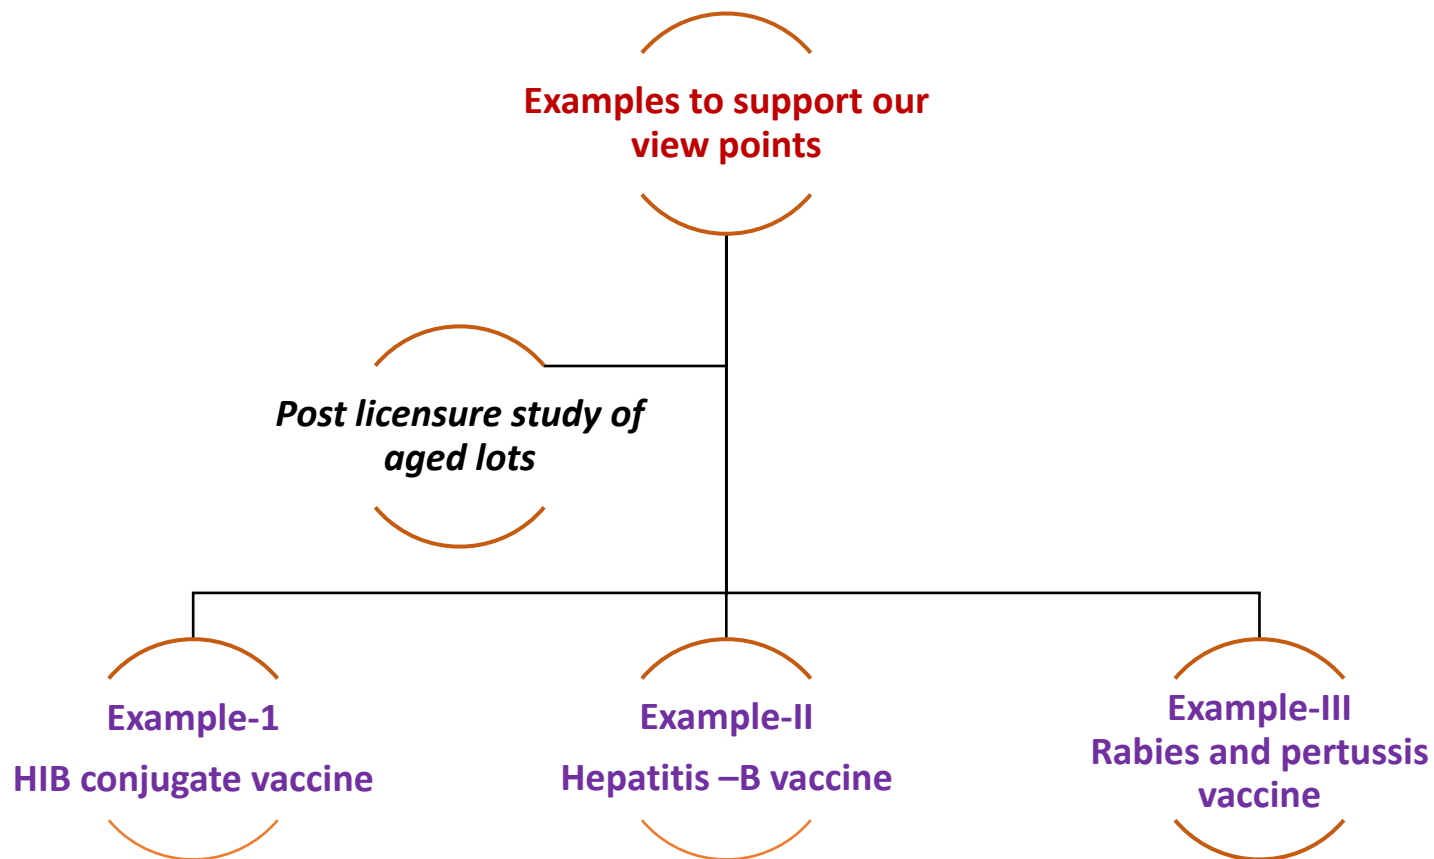 Examples to support our
view points
Post licensure study of
aged lots
Example-1
HIB conjugate vaccine
Example-II
Hepatitis –B vaccine
Example-III
Rabies and pertussis
vaccine